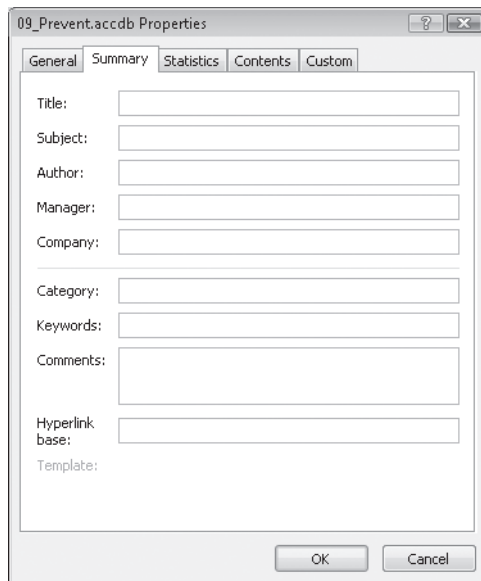 09_Prevent.accdb Properties
General Summary Statistics Contents Custom
Title:
Subject:
Author:
Manager:
Company:
Category:
Keywords:
Comments:
Hyperlink
base:
Template:
OK Cancel